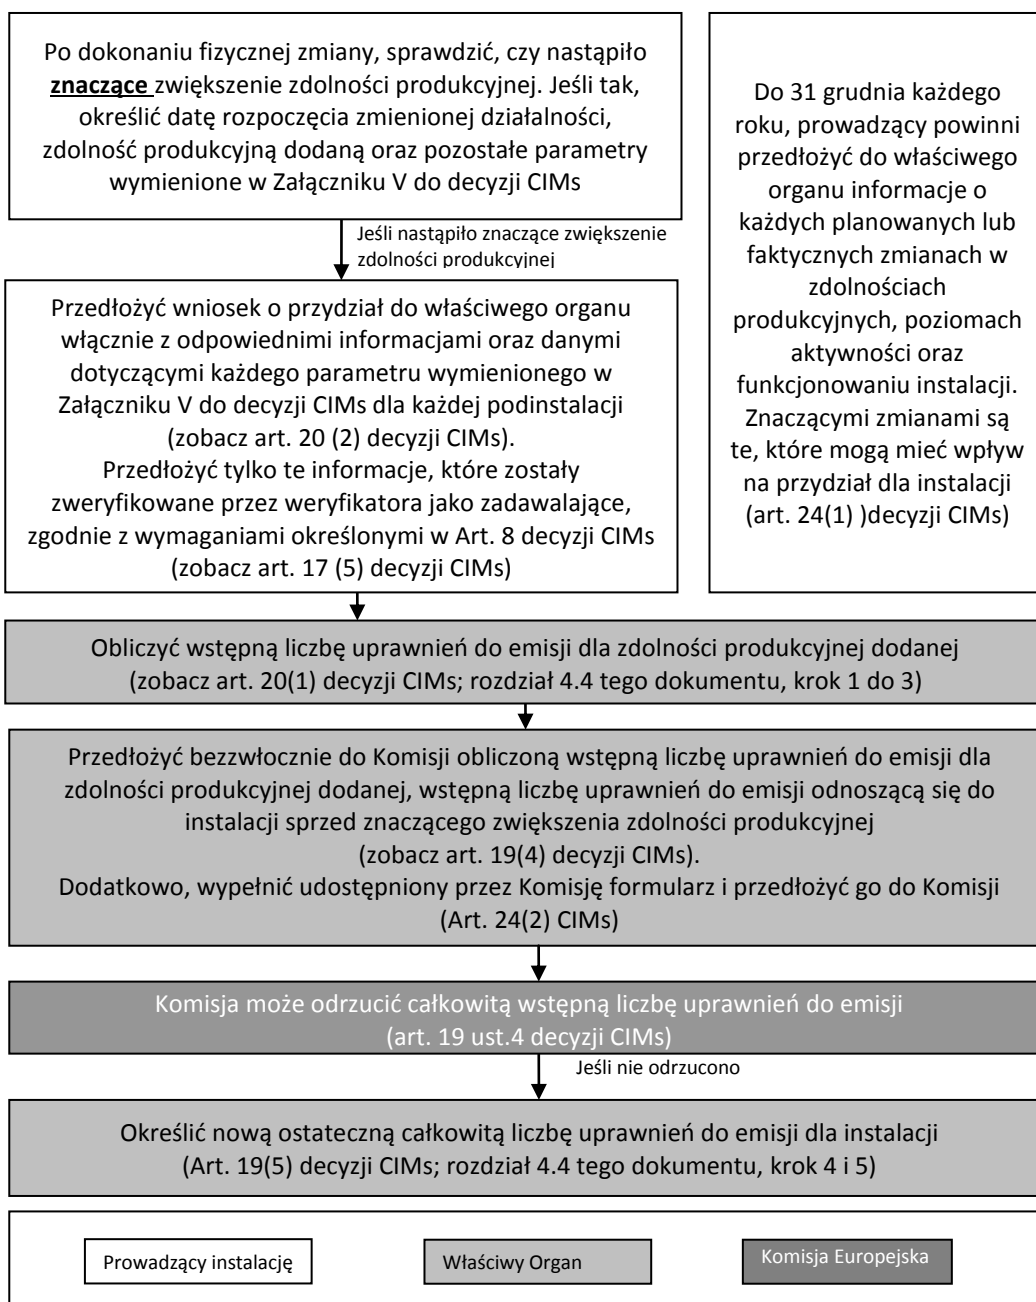 Po dokonaniu fizycznej zmiany, sprawdzić, czy nastąpiło
znaczące zwiększenie zdolności produkcyjnej. Jeśli tak,
określić datę rozpoczęcia zmienionej działalności,
zdolność produkcyjną dodaną oraz pozostałe parametry
wymienione w Załączniku V do decyzji CIMs
Jeśli nastąpiło znaczące zwiększenie
zdolności produkcyjnej
Przedłożyć wniosek o przydział do właściwego organu
włącznie z odpowiednimi informacjami oraz danymi
dotyczącymi każdego parametru wymienionego w
Załączniku V do decyzji CIMs dla każdej podinstalacji
(zobacz art. 20 (2) decyzji CIMs).
Przedłożyć tylko te informacje, które zostały
zweryfikowane przez weryfikatora jako zadawalające,
zgodnie z wymaganiami określonymi w Art. 8 decyzji CIMs
(zobacz art. 17 (5) decyzji CIMs)
Do 31 grudnia każdego
roku, prowadzący powinni
przedłożyć do właściwego
organu informacje o
każdych planowanych lub
faktycznych zmianach w
zdolnościach
produkcyjnych, poziomach
aktywności oraz
funkcjonowaniu instalacji.
Znaczącymi zmianami są
te, które mogą mieć wpływ
na przydział dla instalacji
(art. 24(1) )decyzji CIMs)
Obliczyć wstępną liczbę uprawnień do emisji dla zdolności produkcyjnej dodanej
(zobacz art. 20(1) decyzji CIMs; rozdział 4.4 tego dokumentu, krok 1 do 3)
Przedłożyć bezzwłocznie do Komisji obliczoną wstępną liczbę uprawnień do emisji dla
zdolności produkcyjnej dodanej, wstępną liczbę uprawnień do emisji odnoszącą się do
instalacji sprzed znaczącego zwiększenia zdolności produkcyjnej
(zobacz art. 19(4) decyzji CIMs).
Dodatkowo, wypełnić udostępniony przez Komisję formularz i przedłożyć go do Komisji
(Art. 24(2) CIMs)
Komisja może odrzucić całkowitą wstępną liczbę uprawnień do emisji
(art. 19 ust.4 decyzji CIMs)
Jeśli nie odrzucono
Określić nową ostateczną całkowitą liczbę uprawnień do emisji dla instalacji
(Art. 19(5) decyzji CIMs; rozdział 4.4 tego dokumentu, krok 4 i 5)
Prowadzący instalację
Właściwy Organ
Komisja Europejska